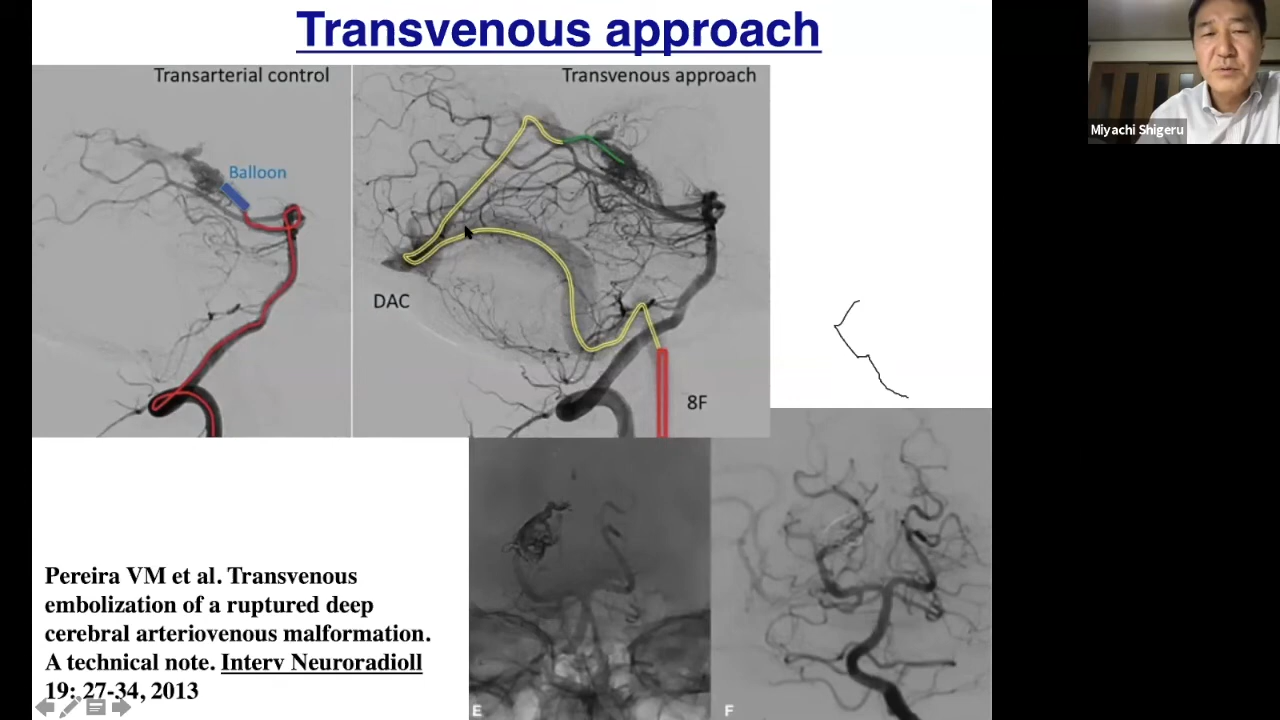 Transvenous approach
Transarterial control
Transvenous approach
Miyachi Shigeru
Balloon
DAC
8F
Pereira VM et al. Transvenous
embolization of a ruptured deep
cerebral arteriovenous malformation.
A technical note. Interv Neuroradioll
19: 27-34, 2013
E
F